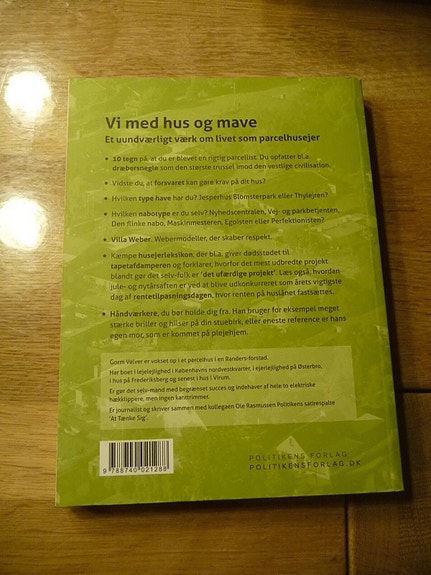 Vi med hus og mave
Et uundværligt værk om livet som parcelhusejer
• 10 tegn på, at du er blevet en rigtig parcellist. Du opfatter bl.a.
dræbersnegle som den største trussel imod den vestlige civilisation.
• Vidste du, at forsvaret kan gøre krav på dit hus?
• Hvilken type have har du? Jesperhus Blomsterpark eller Thylejren?
• Hvilken nabotype er du selv? Nyhedscentralen, Vej- og parkbetjenten,
Den flinke nabo, Maskinmesteren, Egoisten eller Perfektionisten?
• Villa Weber. Webermodeller, der skaber respekt.
• Kæmpe husejerleksikon, der bl.a. giver dødsstødet til
tapetafdamperen og forklarer, hvorfor det mest udbredte projekt
blandt gør det selv-folk er 'det ufærdige projekt'. Læs også, hvordan
jule- og nytårsaften er ved at blive udkonkurreret som årets vigtigste
dag af rentetilpasningsdagen, hvor renten på huslånet fastsættes.
• Håndværkere, du bør holde dig fra. Han bruger for eksempel meget
stærke briller og hilser på din stuebirk, eller eneste reference er hans
egen mor, som er kommet på plejehjem.
Gorm Vølver er vokset op i et parcelhus i en Randers-forstad.
Har boet i lejelejlighed i Københavns nordvestkvarter, i ejerlejlighed på Østerbro,
i hus på Frederiksberg og senest i hus i Virum.
Er gør det selv-mand med begrænset succes og indehaver af hele to elektriske
hækklippere, men ingen kanttrimmer.
Er journalist og skriver sammen med kollegaen Ole Rasmussen Politikens satirespalte
'At Tænke Sig'.
9 788740 021288
POLITIKENS FORLAG
POLITIKENSFORLAG.DK